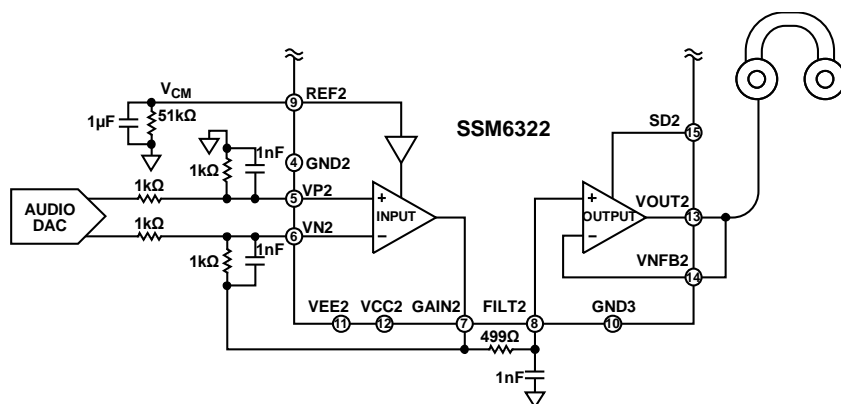 VCM
9
REF2
1µF
51kΩ
SSM6322
SD2
15
4
GND2
1kΩ
1nF
1kΩ
5
VP2
AUDIO
DAC
INPUT
+
−
OUTPUT
+
−
VOUT2
13
1kΩ
6
VN2
1kΩ
1nF
VNFB2
14
VEE2
VCC2
GAIN2
FILT2
GND3
11
12
7
8
10
499Ω
1nF